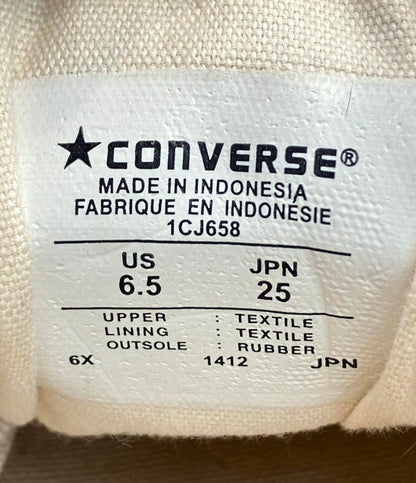 ★CONVERSE®
MADE IN INDONESIA
FABRIQUE EN INDONÉSIE
1CJ658
US JPN
6.5 25
UPPER : TEXTILE
LINING : TEXTILE
OUTSOLE : RUBBER
6X 1412 JPN